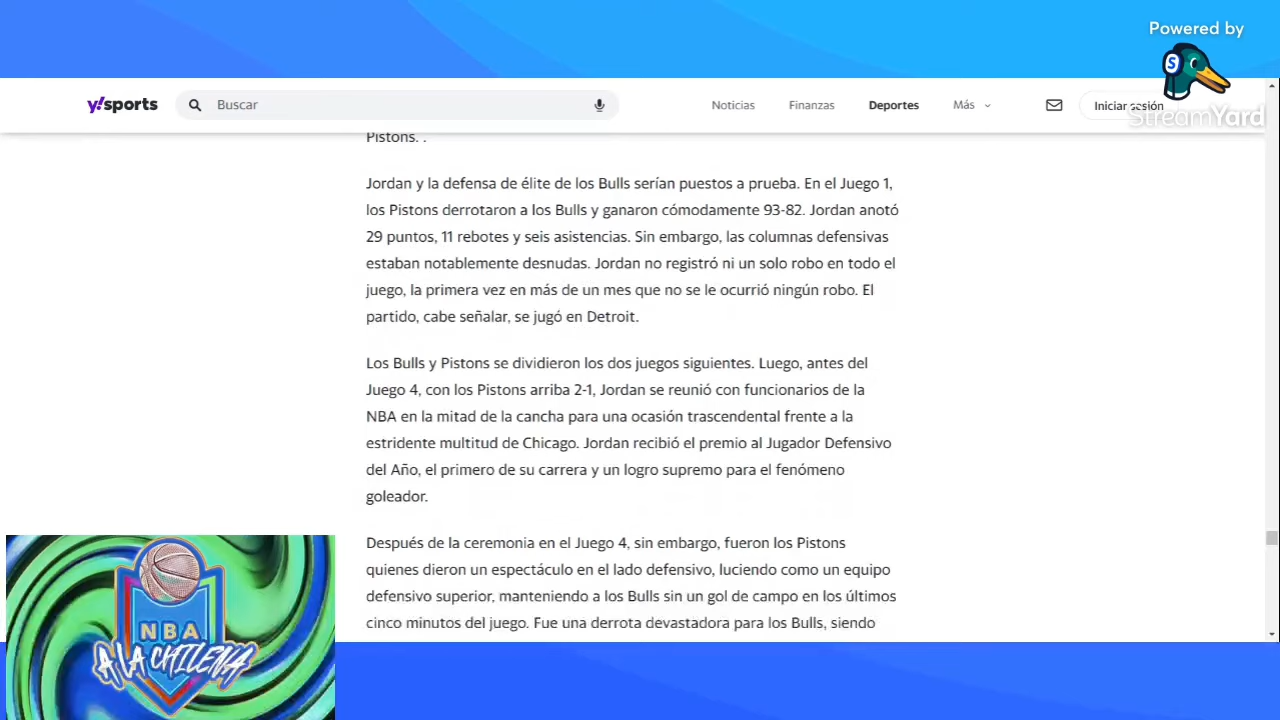 Powered by
StreamYard
y!sports
Buscar
Noticias
Finanzas
Deportes
Más
Iniciar sesión
Pistons. .
Jordan y la defensa de élite de los Bulls serían puestos a prueba. En el Juego 1,
los Pistons derrotaron a los Bulls y ganaron cómodamente 93-82. Jordan anotó
29 puntos, 11 rebotes y seis asistencias. Sin embargo, las columnas defensivas
estaban notablemente desnudas. Jordan no registró ni un solo robo en todo el
juego, la primera vez en más de un mes que no se le ocurrió ningún robo. El
partido, cabe señalar, se jugó en Detroit.
Los Bulls y Pistons se dividieron los dos juegos siguientes. Luego, antes del
Juego 4, con los Pistons arriba 2-1, Jordan se reunió con funcionarios de la
NBA en la mitad de la cancha para una ocasión trascendental frente a la
estridente multitud de Chicago. Jordan recibió el premio al Jugador Defensivo
del Año, el primero de su carrera y un logro supremo para el fenómeno
goleador.
Después de la ceremonia en el Juego 4, sin embargo, fueron los Pistons
quienes dieron un espectáculo en el lado defensivo, luciendo como un equipo
defensivo superior, manteniendo a los Bulls sin un gol de campo en los últimos
cinco minutos del juego. Fue una derrota devastadora para los Bulls, siendo
NBA
A LA CHILENA